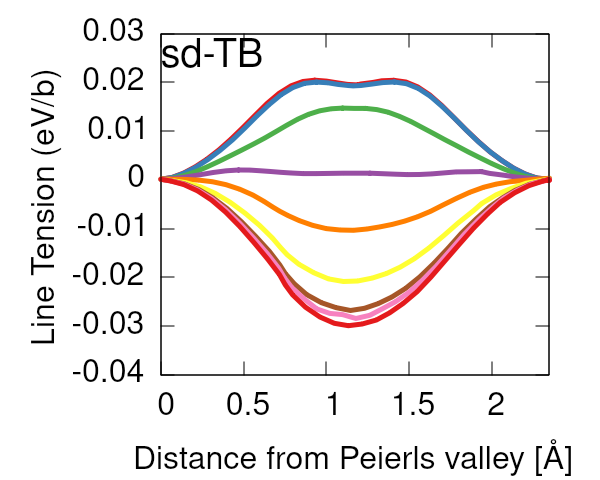 sd-TB
Line Tension (eV/b)
0.03
0.02
0.01
0
-0.01
-0.02
-0.03
-0.04
0 0.5 1 1.5 2
Distance from Peierls valley [Å]